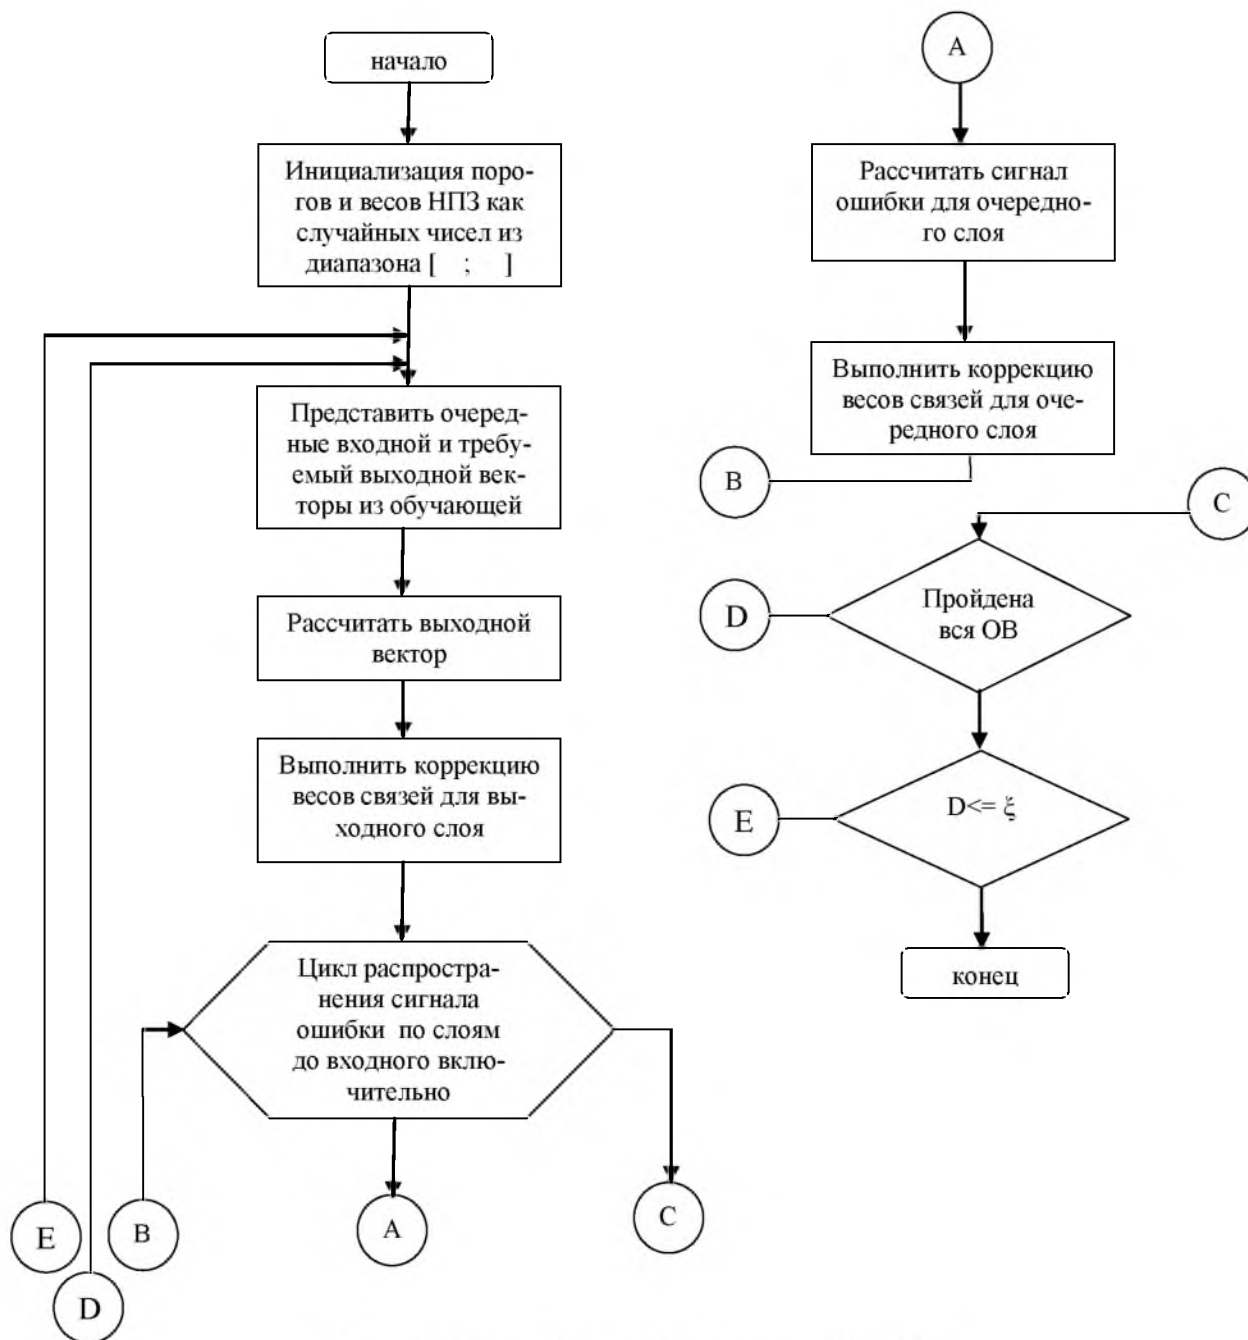 начало
Инициализация поро-
гов и весов НПЗ как
случайных чисел из
диапазона [ ; ]
Представить очеред-
ные входной и требу-
емый выходной век-
торы из обучающей
Рассчитать выходной
вектор
Выполнить коррекцию
весов связей для вы-
ходного слоя
Цикл распростра-
нения сигнала
ошибки по слоям
до входного вклю-
чительно
E
D
B
A
C
A
Рассчитать сигнал
ошибки для очередно-
го слоя
Выполнить коррекцию
весов связей для оче-
редного слоя
B
C
D
Пройдена
вся ОВ
E
D<= ξ
конец